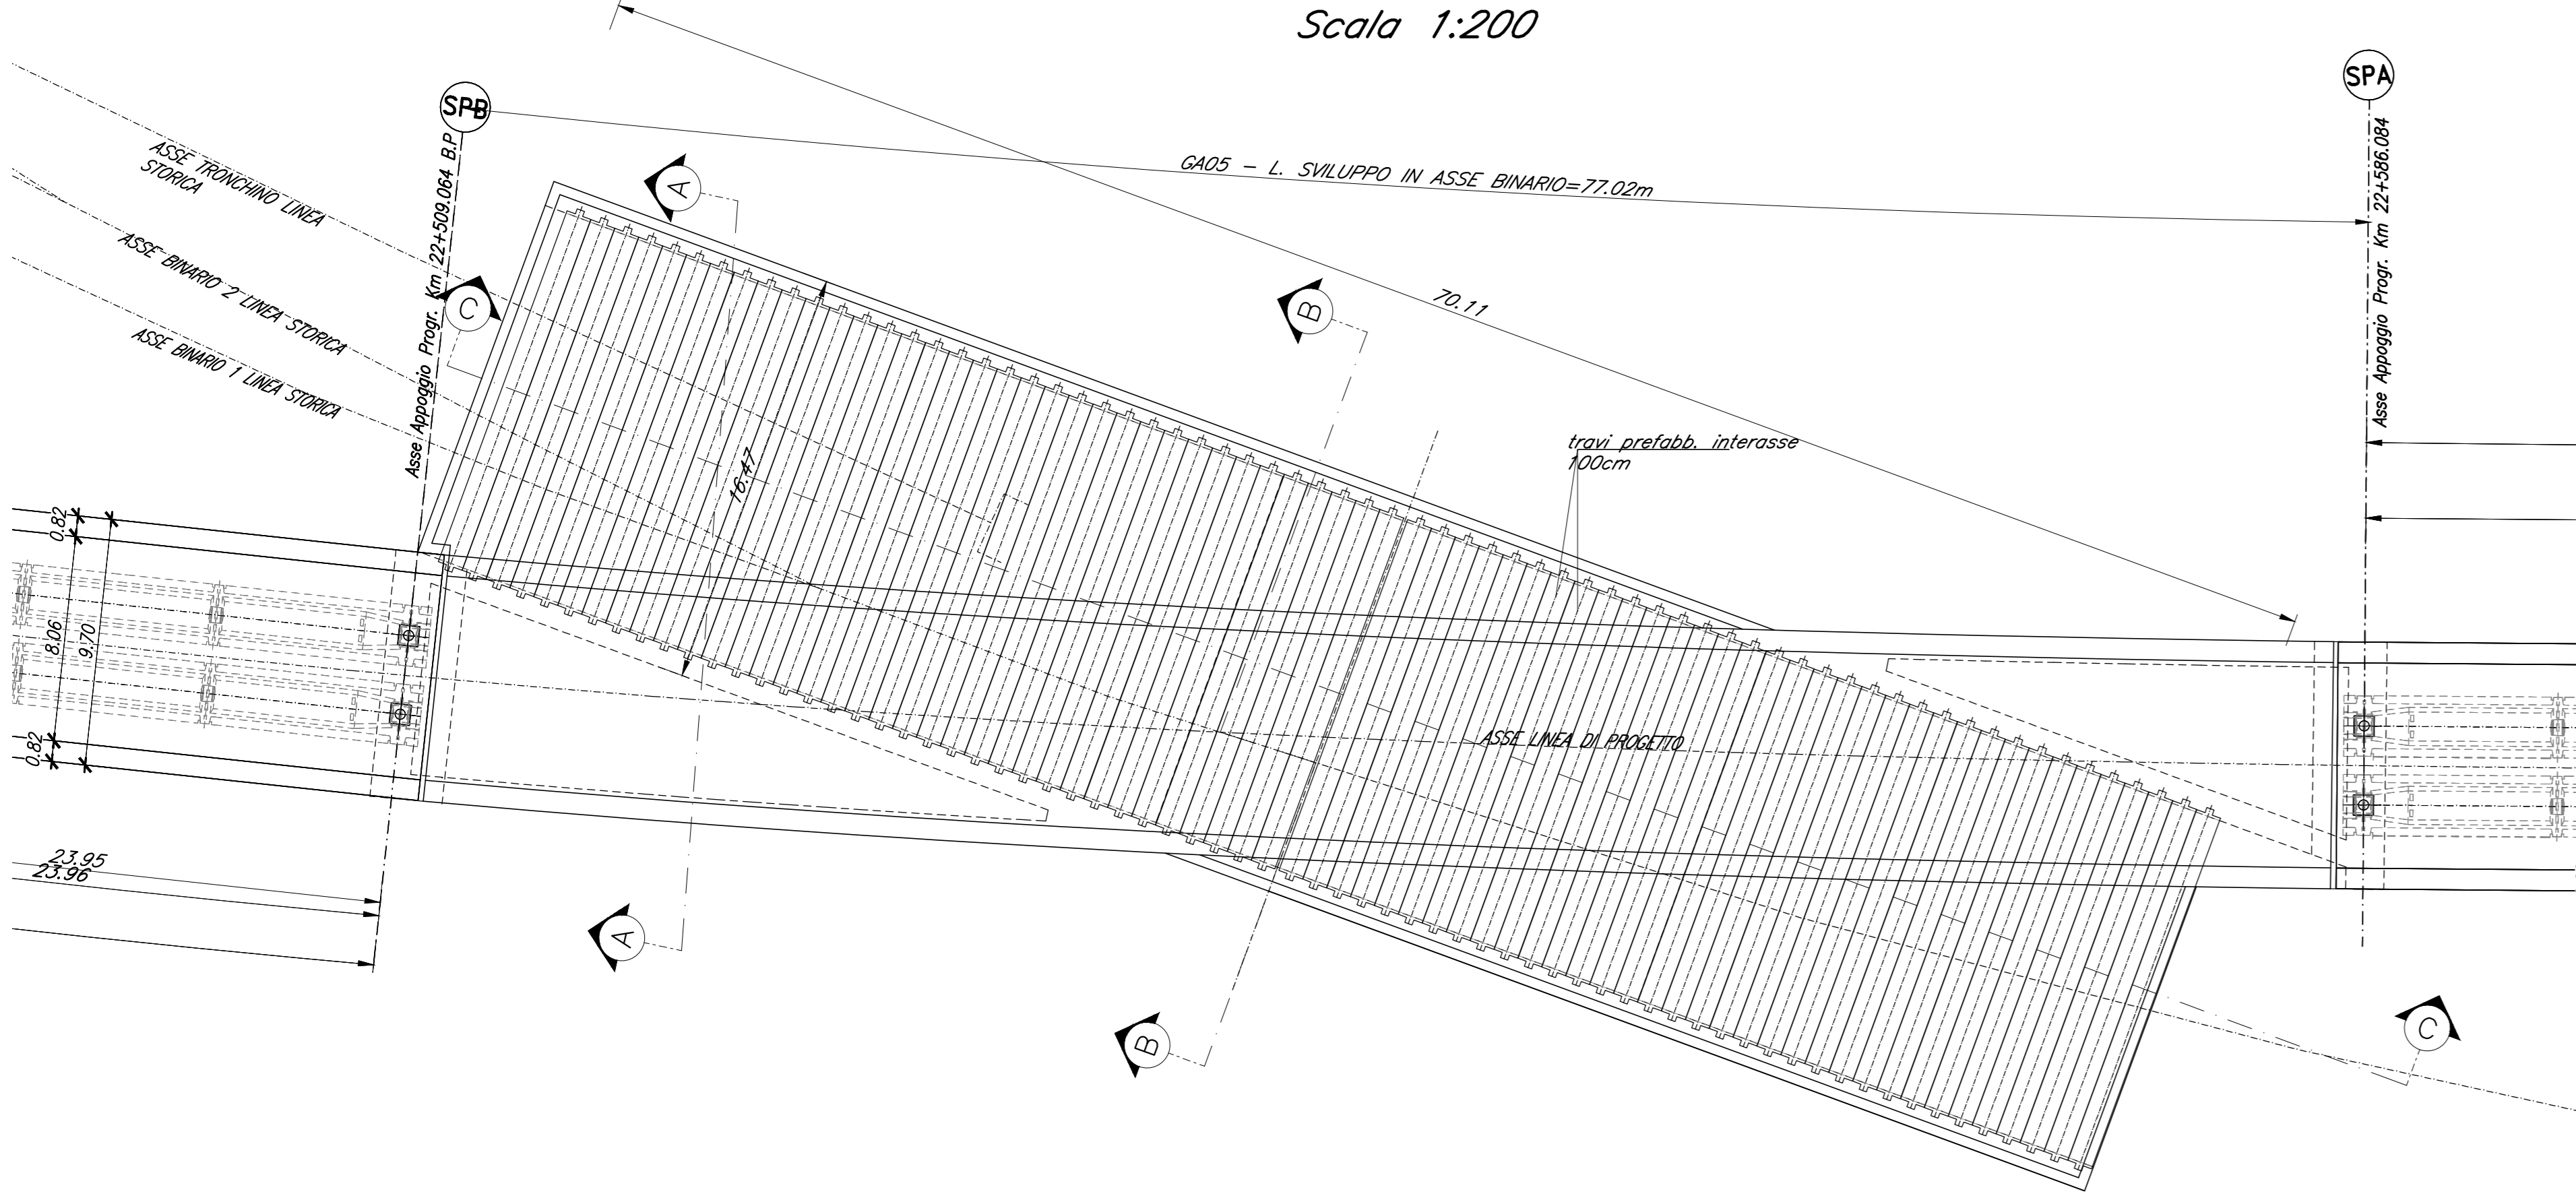 Scala 1:200
SPB
SPA
Asse Appoggio Progr. Km 22+509.064 B.P
Asse Appoggio Progr. Km 22+586.084
GA05 - L. SVILUPPO IN ASSE BINARIO=77.02m
70.11
ASSE TRONCHINO LINEA
STORICA
ASSE BINARIO 2 LINEA STORICA
ASSE BINARIO 1 LINEA STORICA
A
B
C
16.47
travi prefabb. interasse
100cm
0.82
8.06
9.70
0.82
ASSE LINEA DI PROGETTO
23.95
23.96
A
B
C